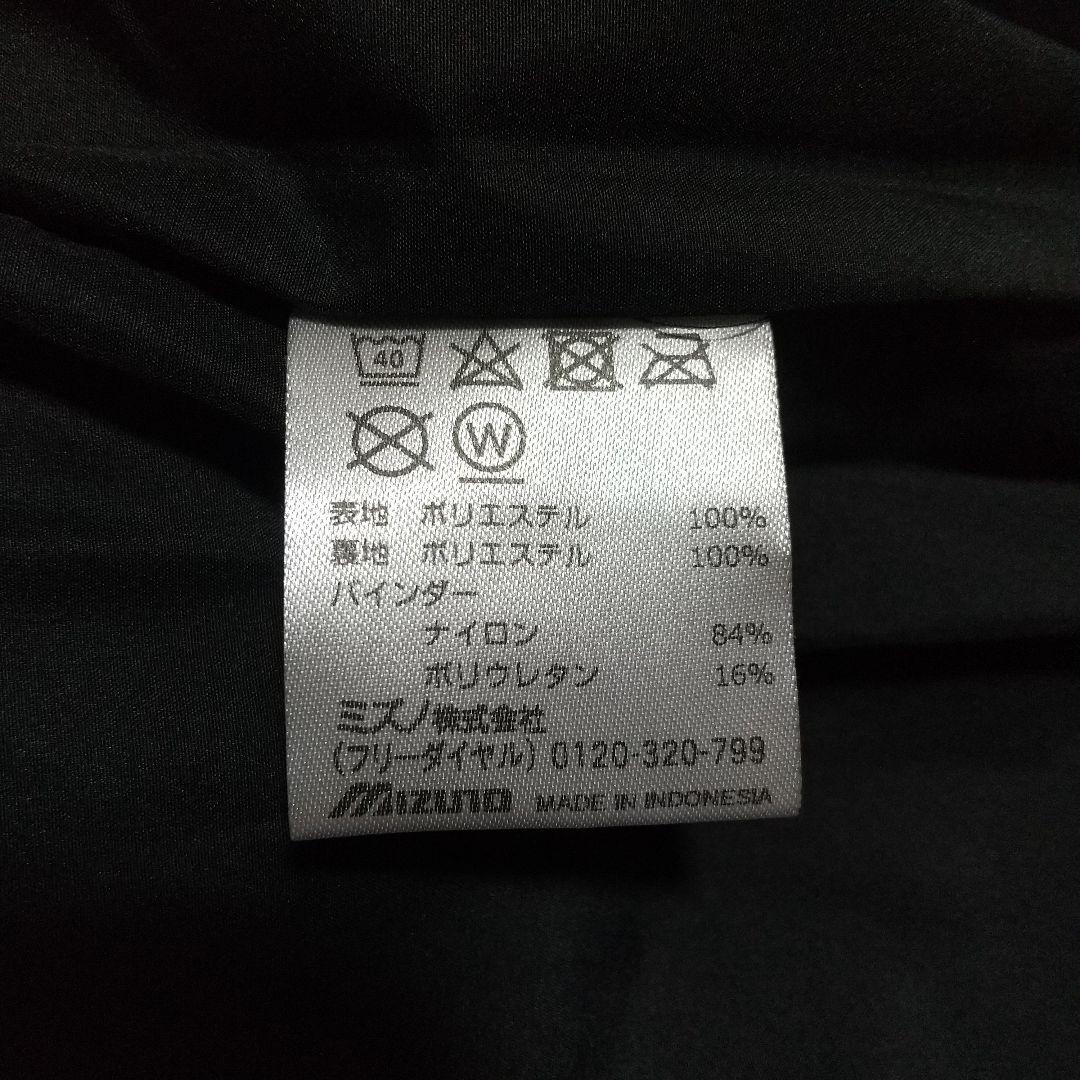 40
W
表地 ポリエステル 100%
裏地 ポリエステル 100%
バインダー
ナイロン 84%
ポリウレタン 16%
ミズノ株式会社
(フリーダイヤル) 0120-320-799
MIZUNO MADE IN INDONESIA